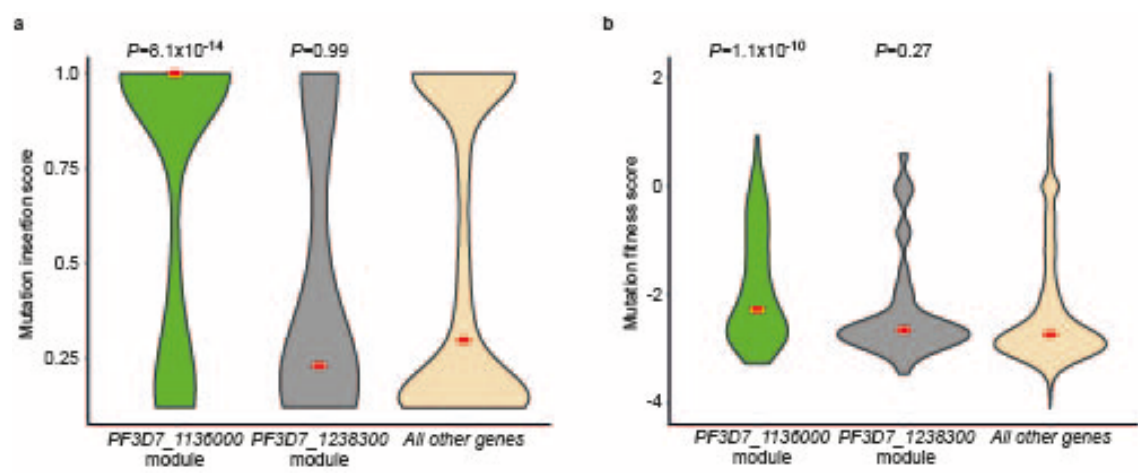 a
P=6.1x10-14
P=0.99
Mutation insertion score
1.0
0.75
0.5
0.25
PF3D7_1136000
module
PF3D7_1238300
module
All other genes
b
P=1.1x10-10
P=0.27
Mutation fitness score
2
0
-2
-4
PF3D7_1136000
module
PF3D7_1238300
module
All other genes